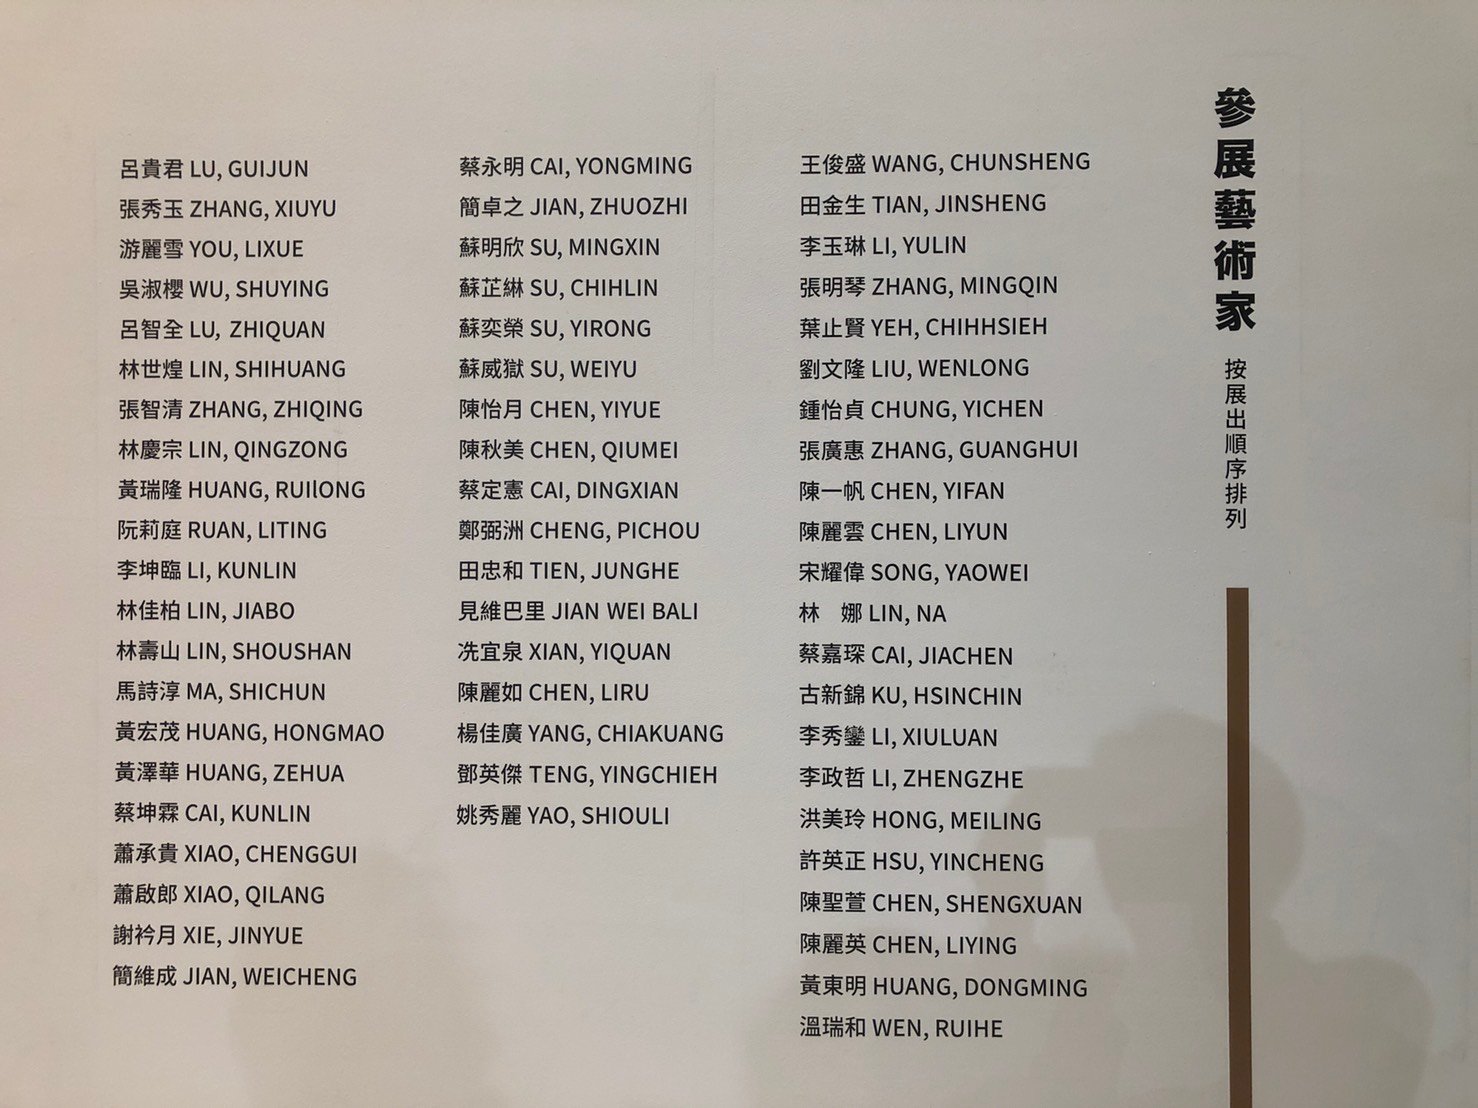 參展藝術家
按展出順序排列
王俊盛 WANG, CHUNSHENG
田金生 TIAN, JINSHENG
李玉琳 LI, YULIN
張明琴 ZHANG, MINGQIN
葉止賢 YEH, CHIHHSIEH
劉文隆 LIU, WENLONG
鍾怡貞 CHUNG, YICHEN
張廣惠 ZHANG, GUANGHUI
陳一帆 CHEN, YIFAN
陳麗雲 CHEN, LIYUN
宋耀偉 SONG, YAOWEI
林　娜 LIN, NA
蔡嘉琛 CAI, JIACHEN
古新錦 KU, HSINCHIN
李秀鑾 LI, XIULUAN
李政哲 LI, ZHENGZHE
洪美玲 HONG, MEILING
許英正 HSU, YINCHENG
陳聖萱 CHEN, SHENGXUAN
陳麗英 CHEN, LIYING
黃東明 HUANG, DONGMING
溫瑞和 WEN, RUIHE
蔡永明 CAI, YONGMING
簡卓之 JIAN, ZHUOZHI
蘇明欣 SU, MINGXIN
蘇芷綝 SU, CHIHLIN
蘇奕榮 SU, YIRONG
蘇威獄 SU, WEIYU
陳怡月 CHEN, YIYUE
陳秋美 CHEN, QIUMEI
蔡定憲 CAI, DINGXIAN
鄭弼洲 CHENG, PICHOU
田忠和 TIEN, JUNGHE
見維巴里 JIAN WEI BALI
冼宜泉 XIAN, YIQUAN
陳麗如 CHEN, LIRU
楊佳廣 YANG, CHIAKUANG
鄧英傑 TENG, YINGCHIEH
姚秀麗 YAO, SHIOULI
呂貴君 LU, GUIJUN
張秀玉 ZHANG, XIUYU
游麗雪 YOU, LIXUE
吳淑櫻 WU, SHUYING
呂智全 LU, ZHIQUAN
林世煌 LIN, SHIHUANG
張智清 ZHANG, ZHIQING
林慶宗 LIN, QINGZONG
黃瑞隆 HUANG, RUIlONG
阮莉庭 RUAN, LITING
李坤臨 LI, KUNLIN
林佳柏 LIN, JIABO
林壽山 LIN, SHOUSHAN
馬詩淳 MA, SHICHUN
黃宏茂 HUANG, HONGMAO
黃澤華 HUANG, ZEHUA
蔡坤霖 CAI, KUNLIN
蕭承貴 XIAO, CHENGGUI
蕭啟郎 XIAO, QILANG
謝衿月 XIE, JINYUE
簡維成 JIAN, WEICHENG